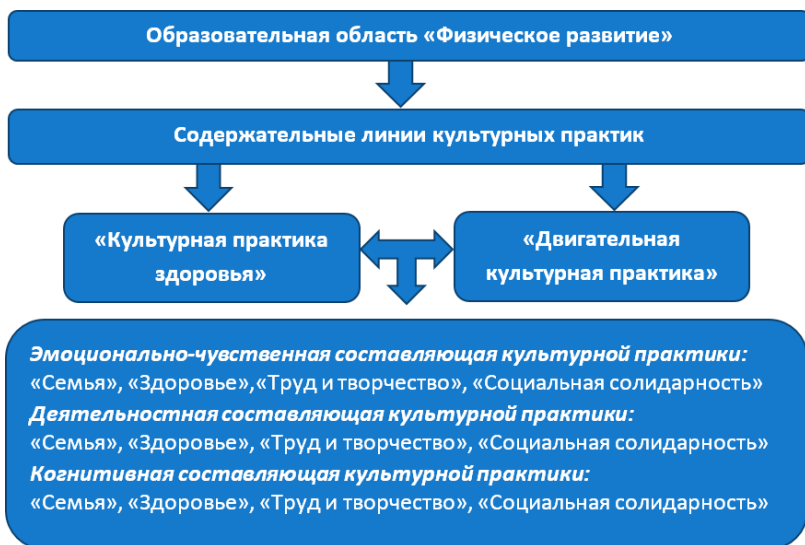 Образовательная область «Физическое развитие»
Содержательные линии культурных практик
«Культурная практика
здоровья»
«Двигательная
культурная практика»
Эмоционально-чувственная составляющая культурной практики:
«Семья», «Здоровье»,«Труд и творчество», «Социальная солидарность»
Деятельностная составляющая культурной практики:
«Семья», «Здоровье», «Труд и творчество», «Социальная солидарность»
Когнитивная составляющая культурной практики:
«Семья», «Здоровье», «Труд и творчество», «Социальная солидарность»